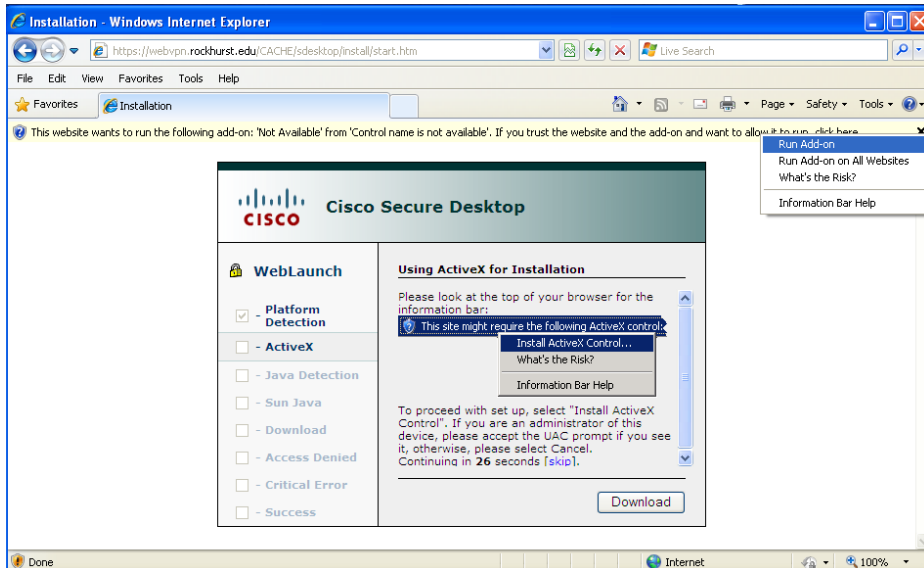 Installation - Windows Internet Explorer
https://webvpn.rockhurst.edu/CACHE/sdesktop/install/start.htm
Live Search
File Edit View Favorites Tools Help
Favorites Installation Page Safety Tools
This website wants to run the following add-on: 'Not Available' from 'Control name is not available'. If you trust the website and the add-on and want to allow it to run, click here...
Run Add-on
Run Add-on on All Websites
What's the Risk?
Information Bar Help
CISCO Cisco Secure Desktop
WebLaunch
- Platform Detection
- ActiveX
- Java Detection
- Sun Java
- Download
- Access Denied
- Critical Error
- Success
Using ActiveX for Installation
Please look at the top of your browser for the
information bar:
This site might require the following ActiveX control:
Install ActiveX Control...
What's the Risk?
Information Bar Help
To proceed with set up, select "Install ActiveX
Control". If you are an administrator of this
device, please accept the UAC prompt if you see
it, otherwise, please select Cancel.
Continuing in 26 seconds [skip].
Download
Done Internet 100%